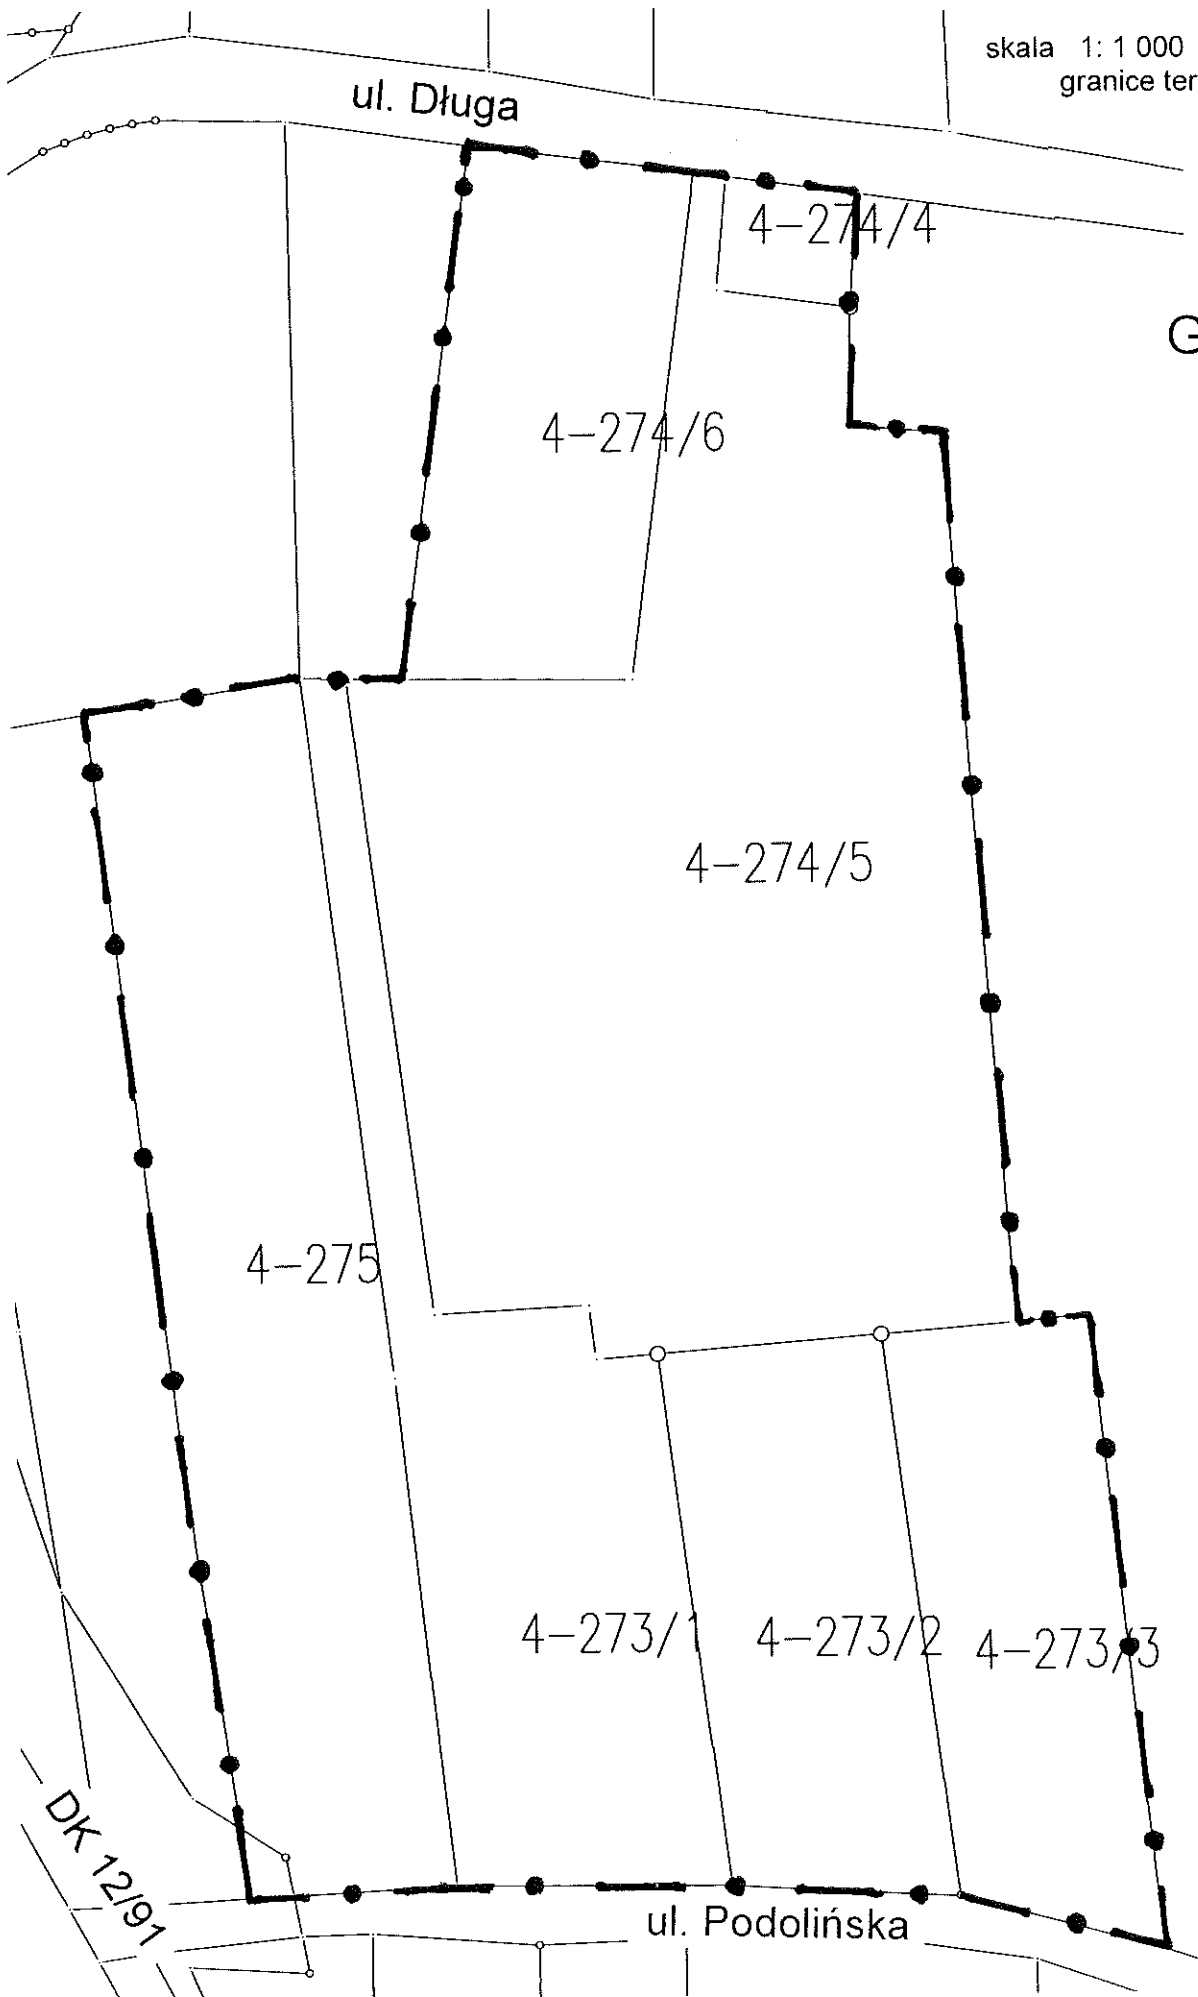 skala 1: 1 000
granice ter
ul. Długa
4-274/4
G
4-274/6
4-274/5
4-275
4-273/1
4-273/2
4-273/3
DK 12/91
ul. Podolińska